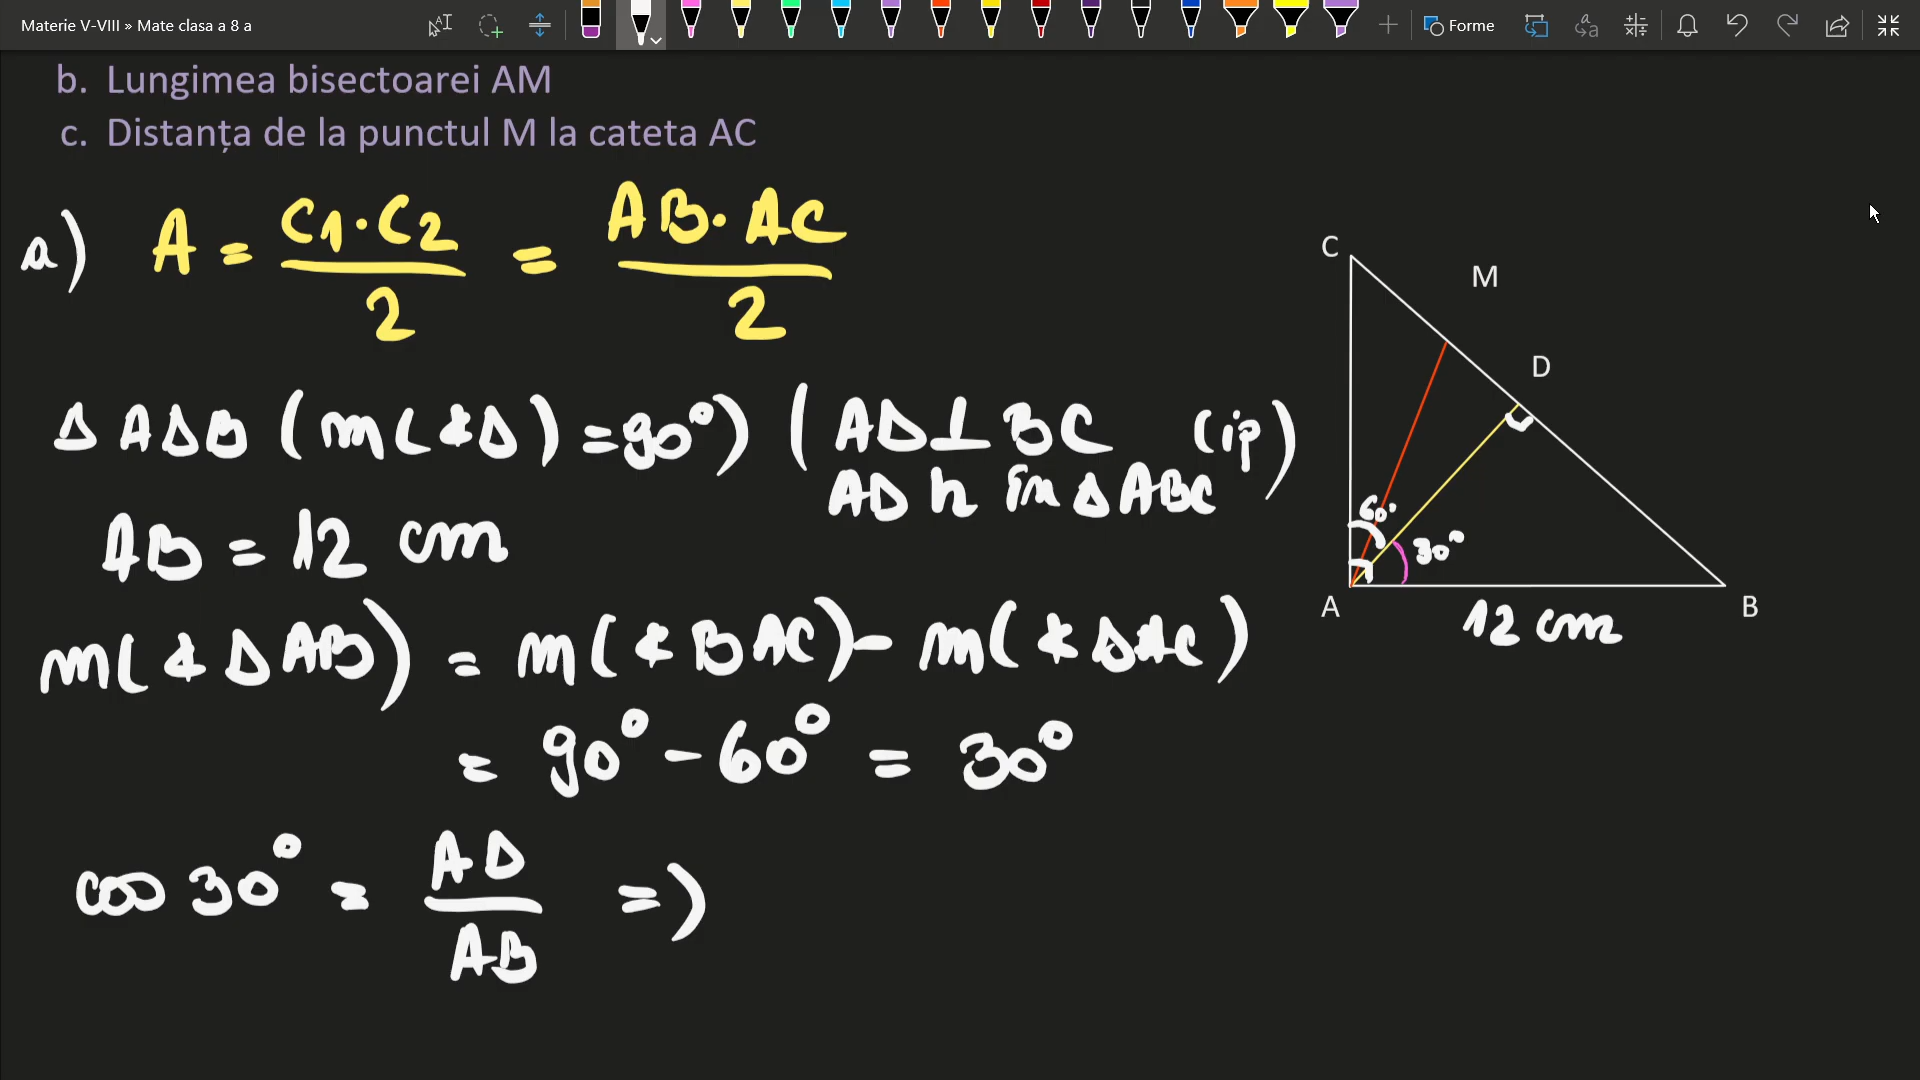 Materie V-VIII » Mate clasa a 8 a
Forme
b. Lungimea bisectoarei AM
c. Distanța de la punctul M la cateta AC
a) A = C1·C2 / 2 = AB·AC / 2
Δ ADB (m(∢D) = 90°) (AD ⊥ BC (ip)
AD h în Δ ABC)
AB = 12 cm
m(∢DAB) = m(∢BAC) - m(∢DAC)
= 90° - 60° = 30°
cos 30° = AD / AB =>
C
M
D
60°
30°
A
B
12 cm